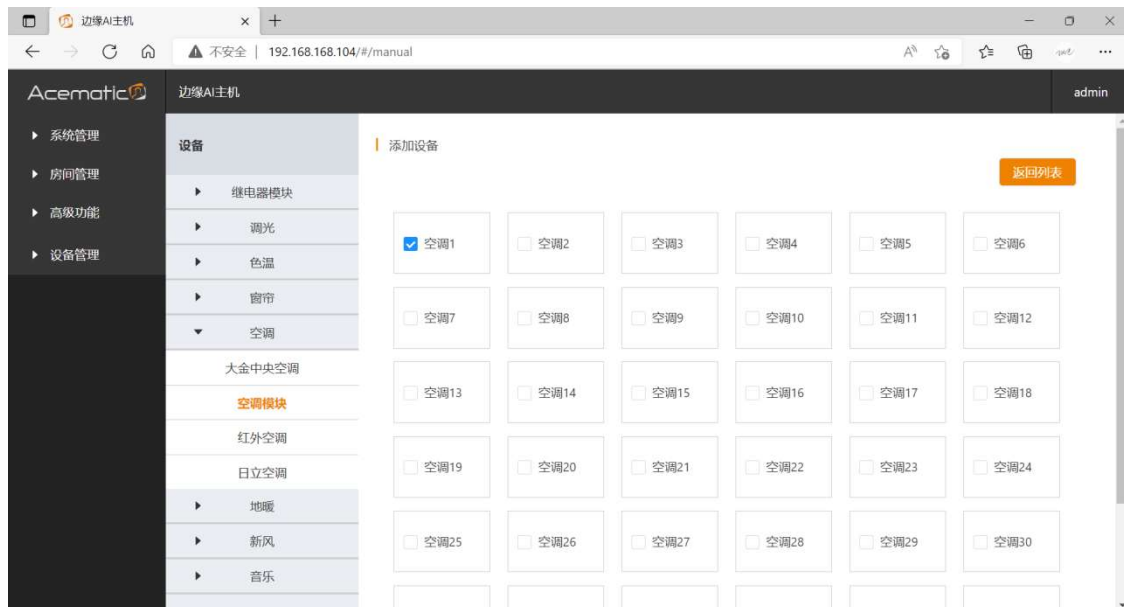 边缘AI主机
不安全 | 192.168.168.104/#/manual
Acematic
边缘AI主机
admin
系统管理
房间管理
高级功能
设备管理
设备
继电器模块
调光
色温
窗帘
空调
大金中央空调
空调模块
红外空调
日立空调
地暖
新风
音乐
添加设备
返回列表
空调1 空调2 空调3 空调4 空调5 空调6
空调7 空调8 空调9 空调10 空调11 空调12
空调13 空调14 空调15 空调16 空调17 空调18
空调19 空调20 空调21 空调22 空调23 空调24
空调25 空调26 空调27 空调28 空调29 空调30